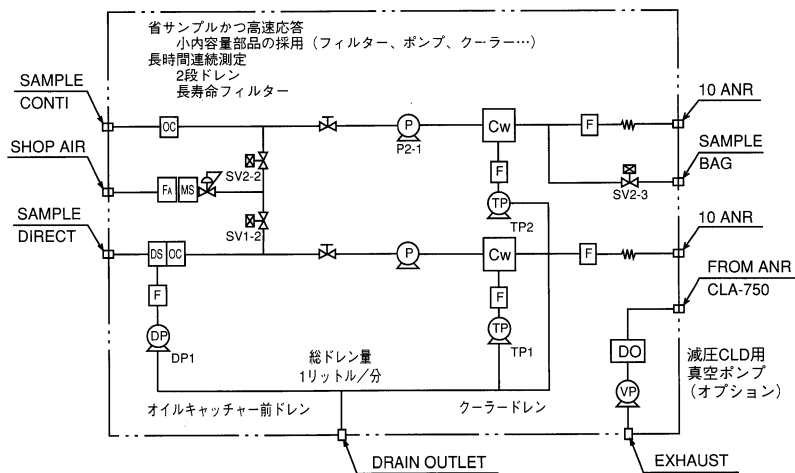 省サンプルかつ高速応答
小内容量部品の採用（フィルター、ポンプ、クーラー…）
長時間連続測定
2段ドレン
長寿命フィルター
SAMPLE
CONTI
OC
P
P2-1
Cw
F
10 ANR
SHOP AIR
FA
MS
SV2-2
F
TP
TP2
SV2-3
SAMPLE
BAG
SAMPLE
DIRECT
SV1-2
DS
OC
P
Cw
F
10 ANR
F
DP
DP1
F
TP
TP1
FROM ANR
CLA-750
DO
VP
減圧CLD用
真空ポンプ
（オプション）
総ドレン量
1リットル／分
オイルキャッチャー前ドレン
クーラードレン
DRAIN OUTLET
EXHAUST